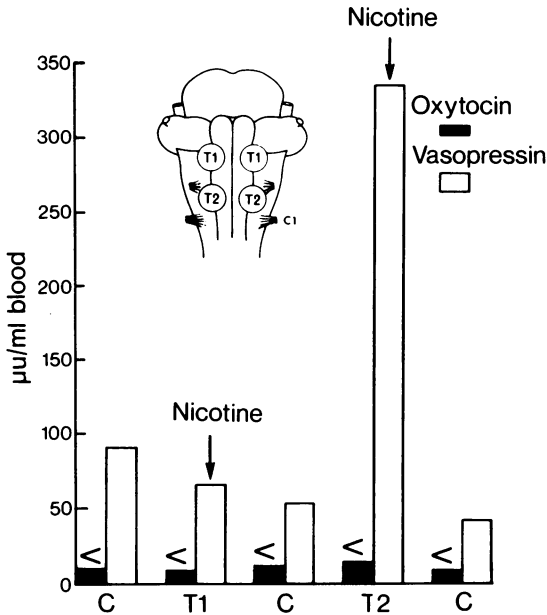 Nicotine
350
300
250
200
150
100
50
0
µu/ml blood
T1 T1
T2 T2
C1
Oxytocin
Vasopressin
Nicotine
< < < < <
C T1 C T2 C